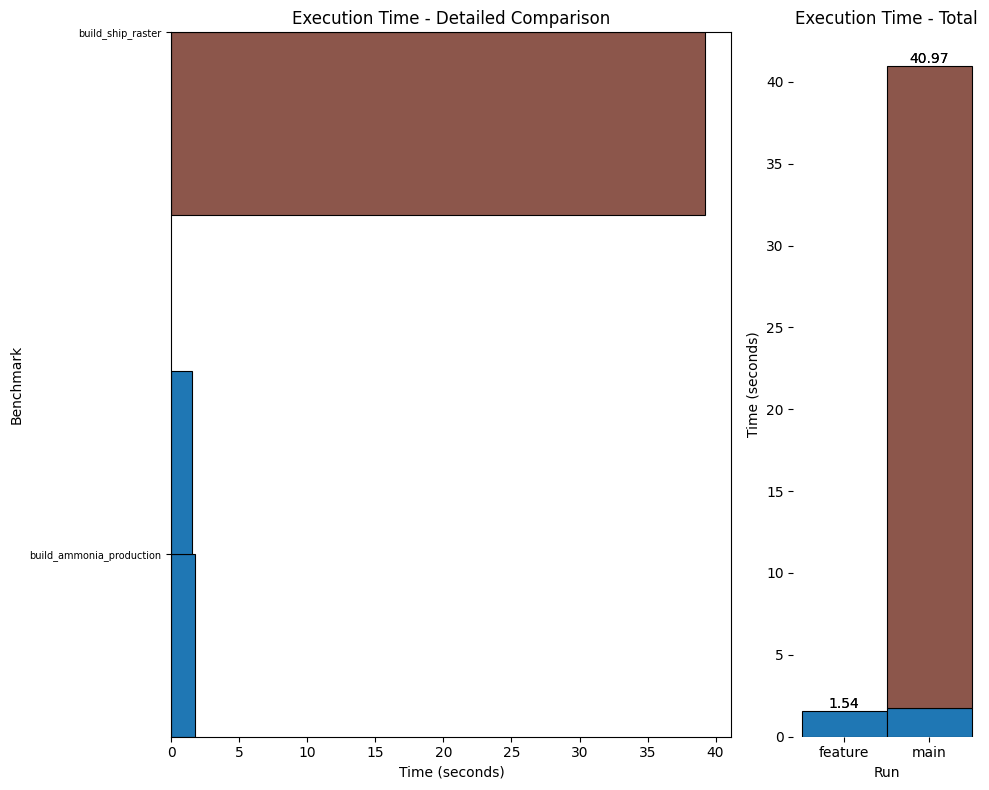 Execution Time - Detailed Comparison
build_ship_raster
build_ammonia_production
Benchmark
0 5 10 15 20 25 30 35 40
Time (seconds)
Execution Time - Total
40.97
1.54
40
35
30
25
20
15
10
5
0
Time (seconds)
feature main
Run